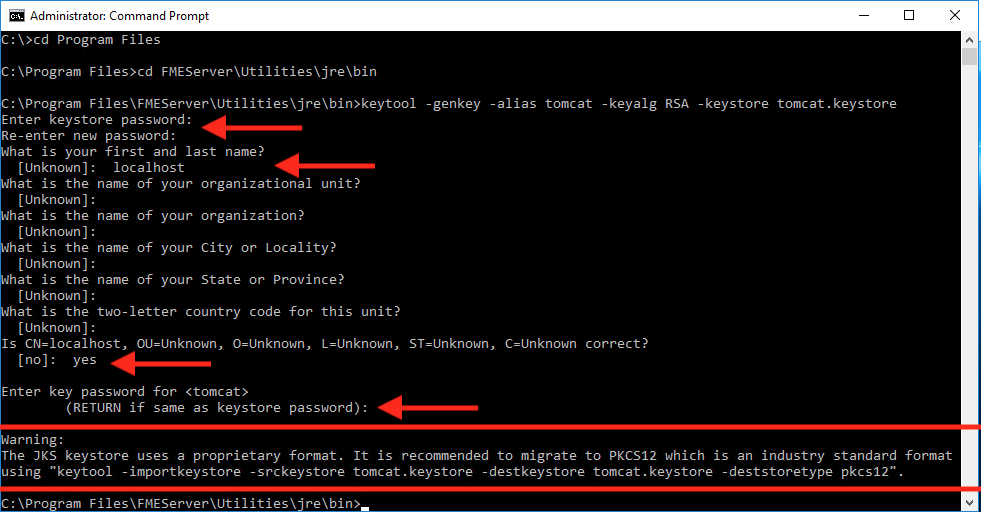 Administrator: Command Prompt
C:\>cd Program Files
C:\Program Files>cd FMEServer\Utilities\jre\bin
C:\Program Files\FMEServer\Utilities\jre\bin>keytool -genkey -alias tomcat -keyalg RSA -keystore tomcat.keystore
Enter keystore password:
Re-enter new password:
What is your first and last name?
[Unknown]:  localhost
What is the name of your organizational unit?
[Unknown]:
What is the name of your organization?
[Unknown]:
What is the name of your City or Locality?
[Unknown]:
What is the name of your State or Province?
[Unknown]:
What is the two-letter country code for this unit?
[Unknown]:
Is CN=localhost, OU=Unknown, O=Unknown, L=Unknown, ST=Unknown, C=Unknown correct?
[no]:  yes
Enter key password for <tomcat>
(RETURN if same as keystore password):
Warning:
The JKS keystore uses a proprietary format. It is recommended to migrate to PKCS12 which is an industry standard format
using "keytool -importkeystore -srckeystore tomcat.keystore -destkeystore tomcat.keystore -deststoretype pkcs12".
C:\Program Files\FMEServer\Utilities\jre\bin>